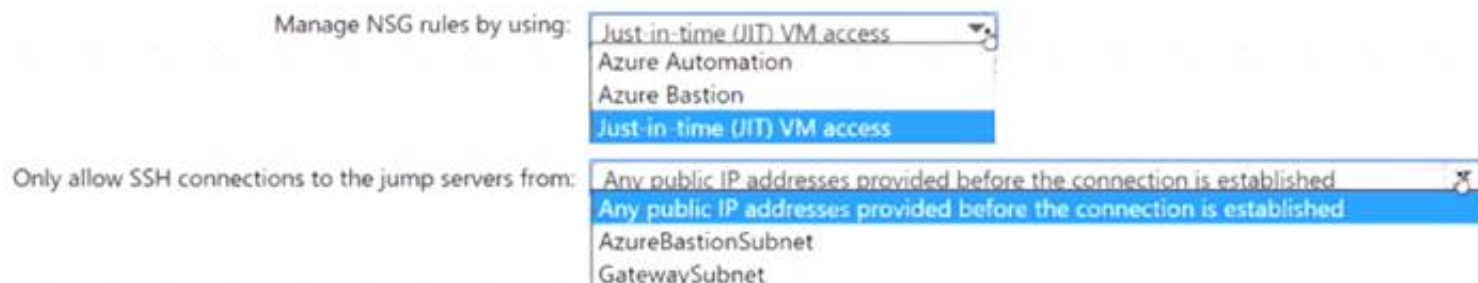 Manage NSG rules by using:
Just-in-time (JIT) VM access
Azure Automation
Azure Bastion
Just-in-time (JIT) VM access
Only allow SSH connections to the jump servers from:
Any public IP addresses provided before the connection is established
Any public IP addresses provided before the connection is established
AzureBastionSubnet
GatewaySubnet